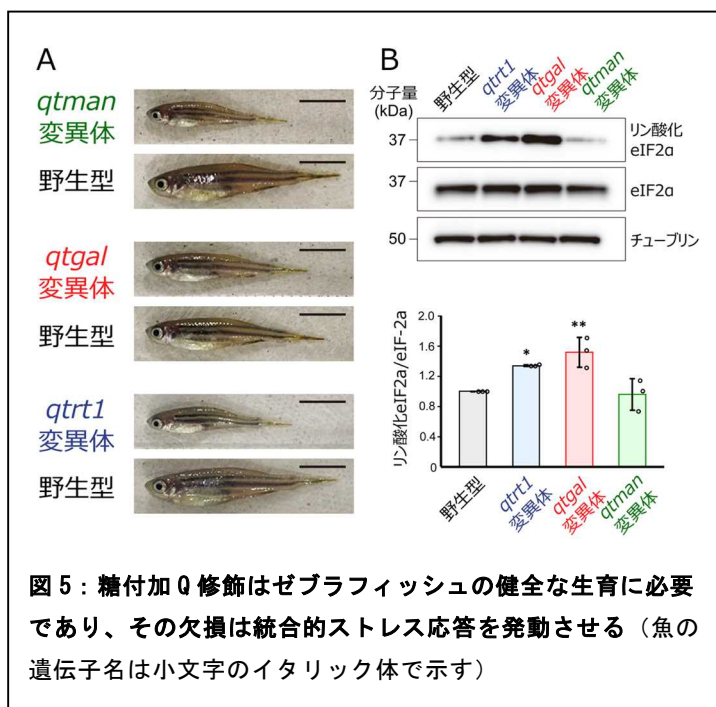 A
qtman
変異体
野生型
qtgal
変異体
野生型
qtrt1
変異体
野生型
B
分子量
(kDa)
野生型
qtrt1
変異体
qtgal
変異体
qtman
変異体
37
リン酸化
eIF2α
37
eIF2α
50
チューブリン
リン酸化eIF2a/eIF-2a
2.0
1.6
1.2
0.8
0.4
0
*
**
野生型
qtrt1
変異体
qtgal
変異体
qtman
変異体
図5：糖付加Q修飾はゼブラフィッシュの健全な生育に必要
であり、その欠損は統合的ストレス応答を発動させる（魚の
遺伝子名は小文字のイタリック体で示す）